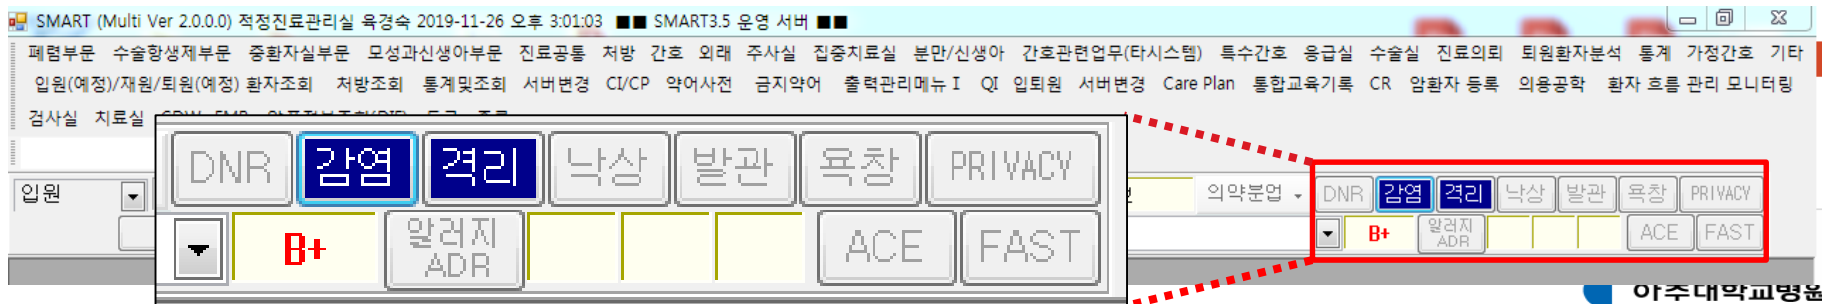 SMART (Multi Ver 2.0.0.0) 적정진료관리실 육경숙 2019-11-26 오후 3:01:03 ■■ SMART3.5 운영 서버 ■■
폐렴부문 수술항생제부문 중환자실부문 모성과신생아부문 진료공통 처방 간호 외래 주사실 집중치료실 분만/신생아 간호관련업무(타시스템) 특수간호 응급실 수술실 진료의뢰 퇴원환자분석 통계 가정간호 기타
입원(예정)/재원/퇴원(예정) 환자조회 처방조회 통계및조회 서버변경 CI/CP 약어사전 금지약어 출력관리메뉴 I QI 입퇴원 서버변경 Care Plan 통합교육기록 CR 암환자 등록 의용공학 환자 흐름 관리 모니터링
검사실 치료실
DNR 감염 격리 낙상 발관 욕창 PRIVACY
B+ 알러지 ADR ACE FAST
입원 의약분업 DNR 감염 격리 낙상 발관 욕창 PRIVACY
B+ 알러지 ADR ACE FAST
아주대학교병원